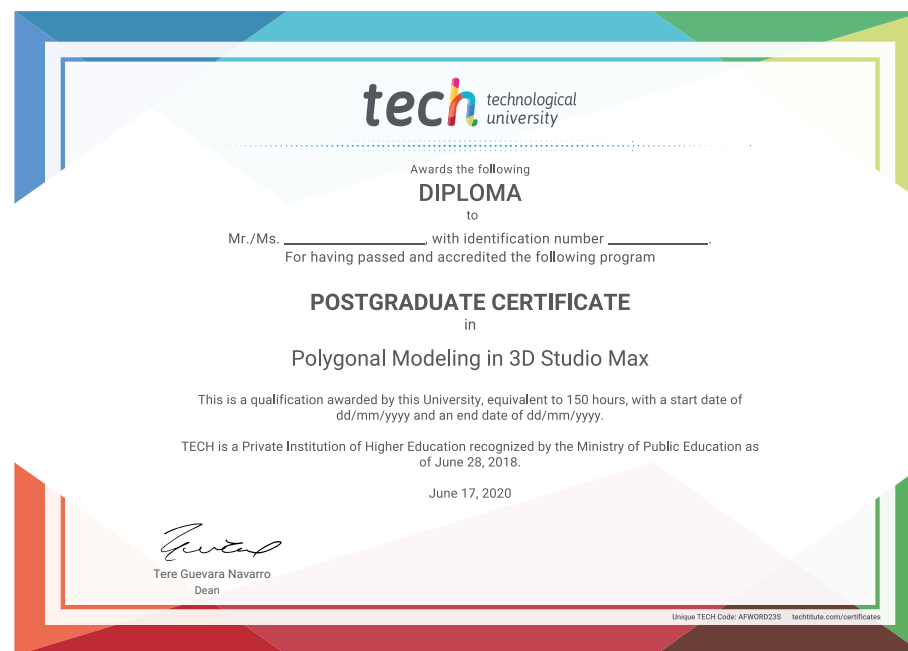 tech technological
university
Awards the following
DIPLOMA
to
Mr./Ms. ____________, with identification number ____________.
For having passed and accredited the following program
POSTGRADUATE CERTIFICATE
in
Polygonal Modeling in 3D Studio Max
This is a qualification awarded by this University, equivalent to 150 hours, with a start date of
dd/mm/yyyy and an end date of dd/mm/yyyy.
TECH is a Private Institution of Higher Education recognized by the Ministry of Public Education as
of June 28, 2018.
June 17, 2020
Tere Guevara Navarro
Dean
Unique TECH Code: AFWORD23S techtitute.com/certificates